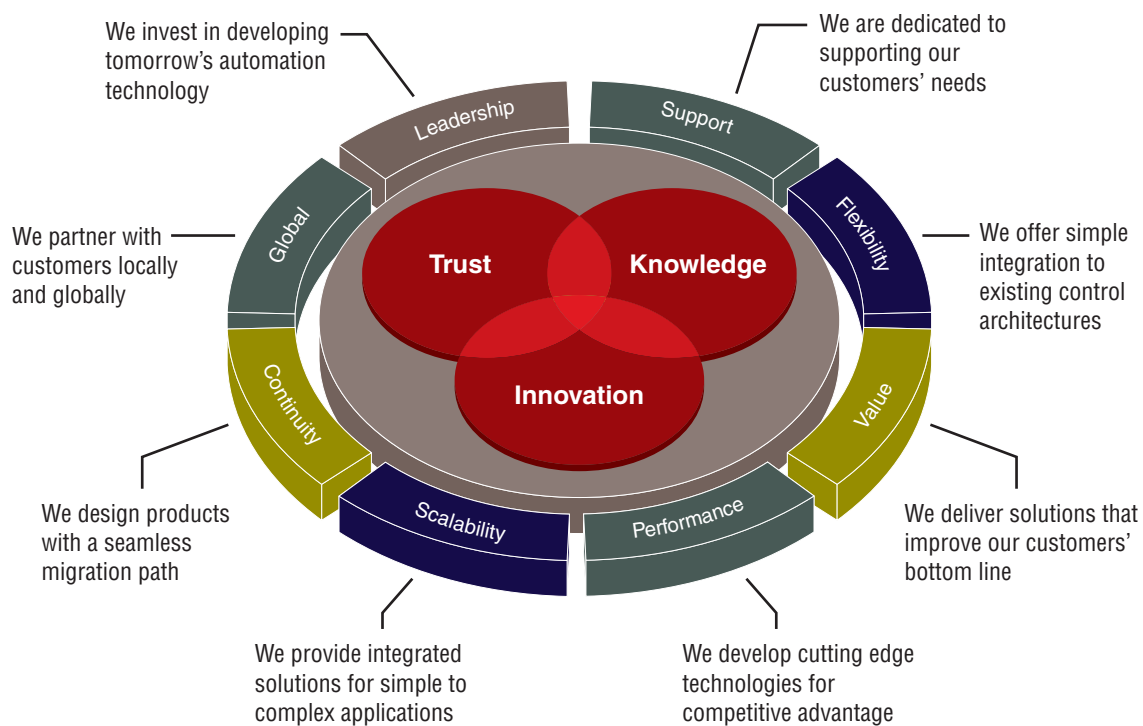 We invest in developing
tomorrow’s automation
technology
We are dedicated to
supporting our
customers’ needs
Leadership
Support
Global
Flexibility
We partner with
customers locally
and globally
Trust
Knowledge
We offer simple
integration to
existing control
architectures
Innovation
Continuity
Value
Scalability
Performance
We design products
with a seamless
migration path
We deliver solutions that
improve our customers’
bottom line
We provide integrated
solutions for simple to
complex applications
We develop cutting edge
technologies for
competitive advantage